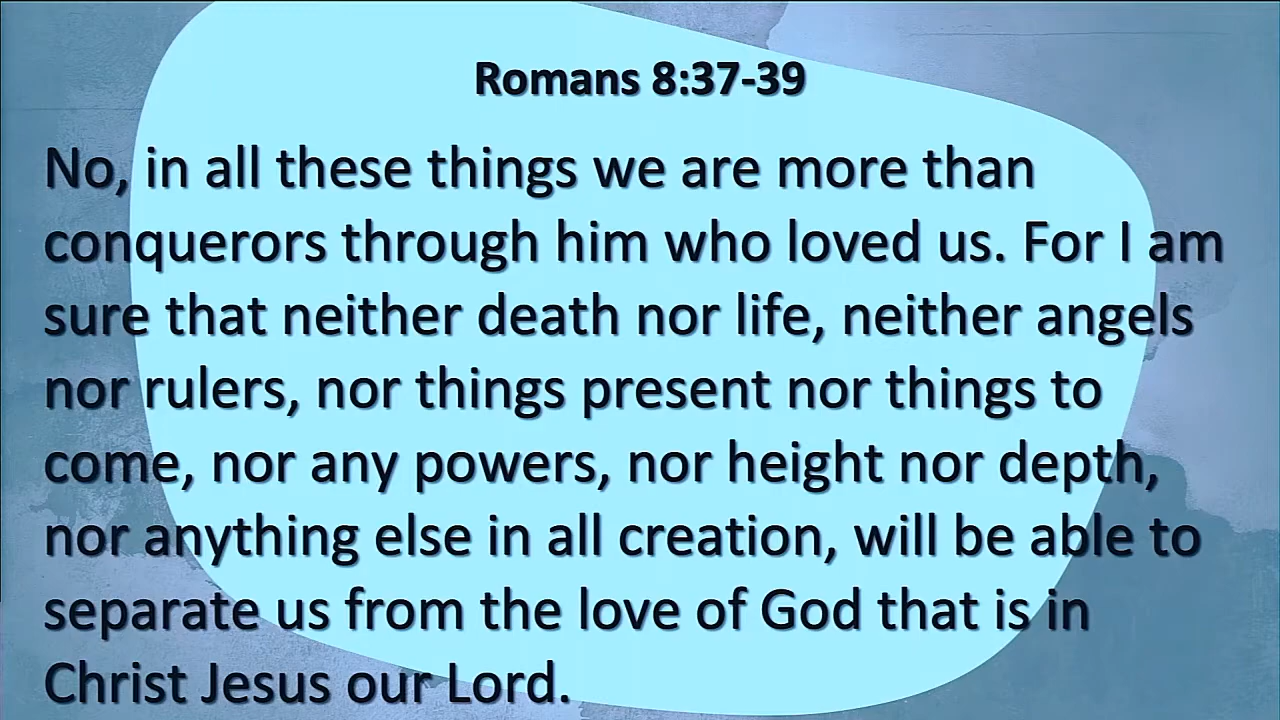 Romans 8:37-39
No, in all these things we are more than
conquerors through him who loved us. For I am
sure that neither death nor life, neither angels
nor rulers, nor things present nor things to
come, nor any powers, nor height nor depth,
nor anything else in all creation, will be able to
separate us from the love of God that is in
Christ Jesus our Lord.